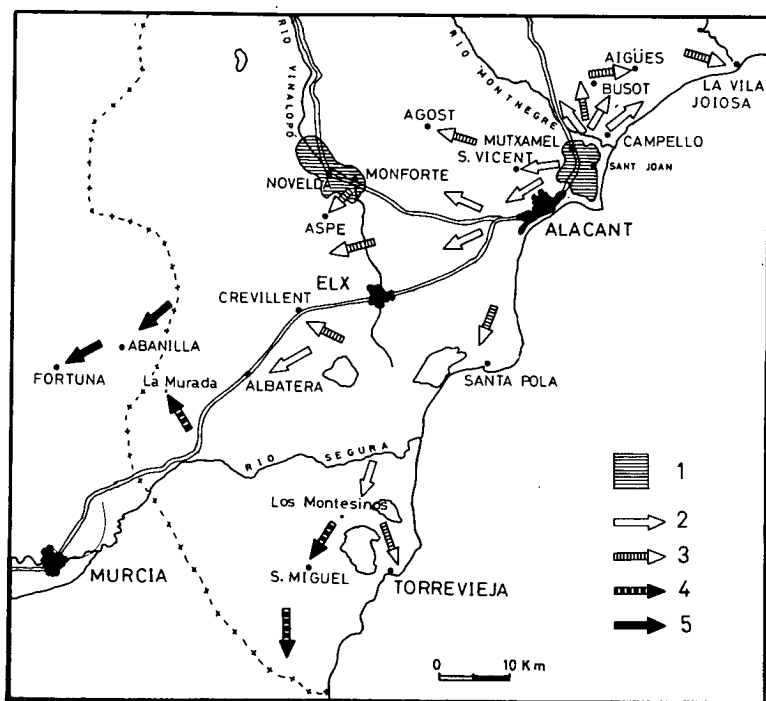 RIO VINALOPÓ
RIO MONTNEGRE
AIGÜES
BUSOT
LA VILA
JOIOSA
AGOST
MUTXAMEL
CAMPELLO
S. VICENT
SANT JOAN
NOVELDA
MONFORTE
ASPE
ALACANT
ELX
CREVILLENT
ABANILLA
FORTUNA
La Murada
ALBATERA
SANTA POLA
RIO SEGURA
Los Montesinos
S. MIGUEL
TORREVIEJA
MURCIA
1
2
3
4
5
0 10 Km